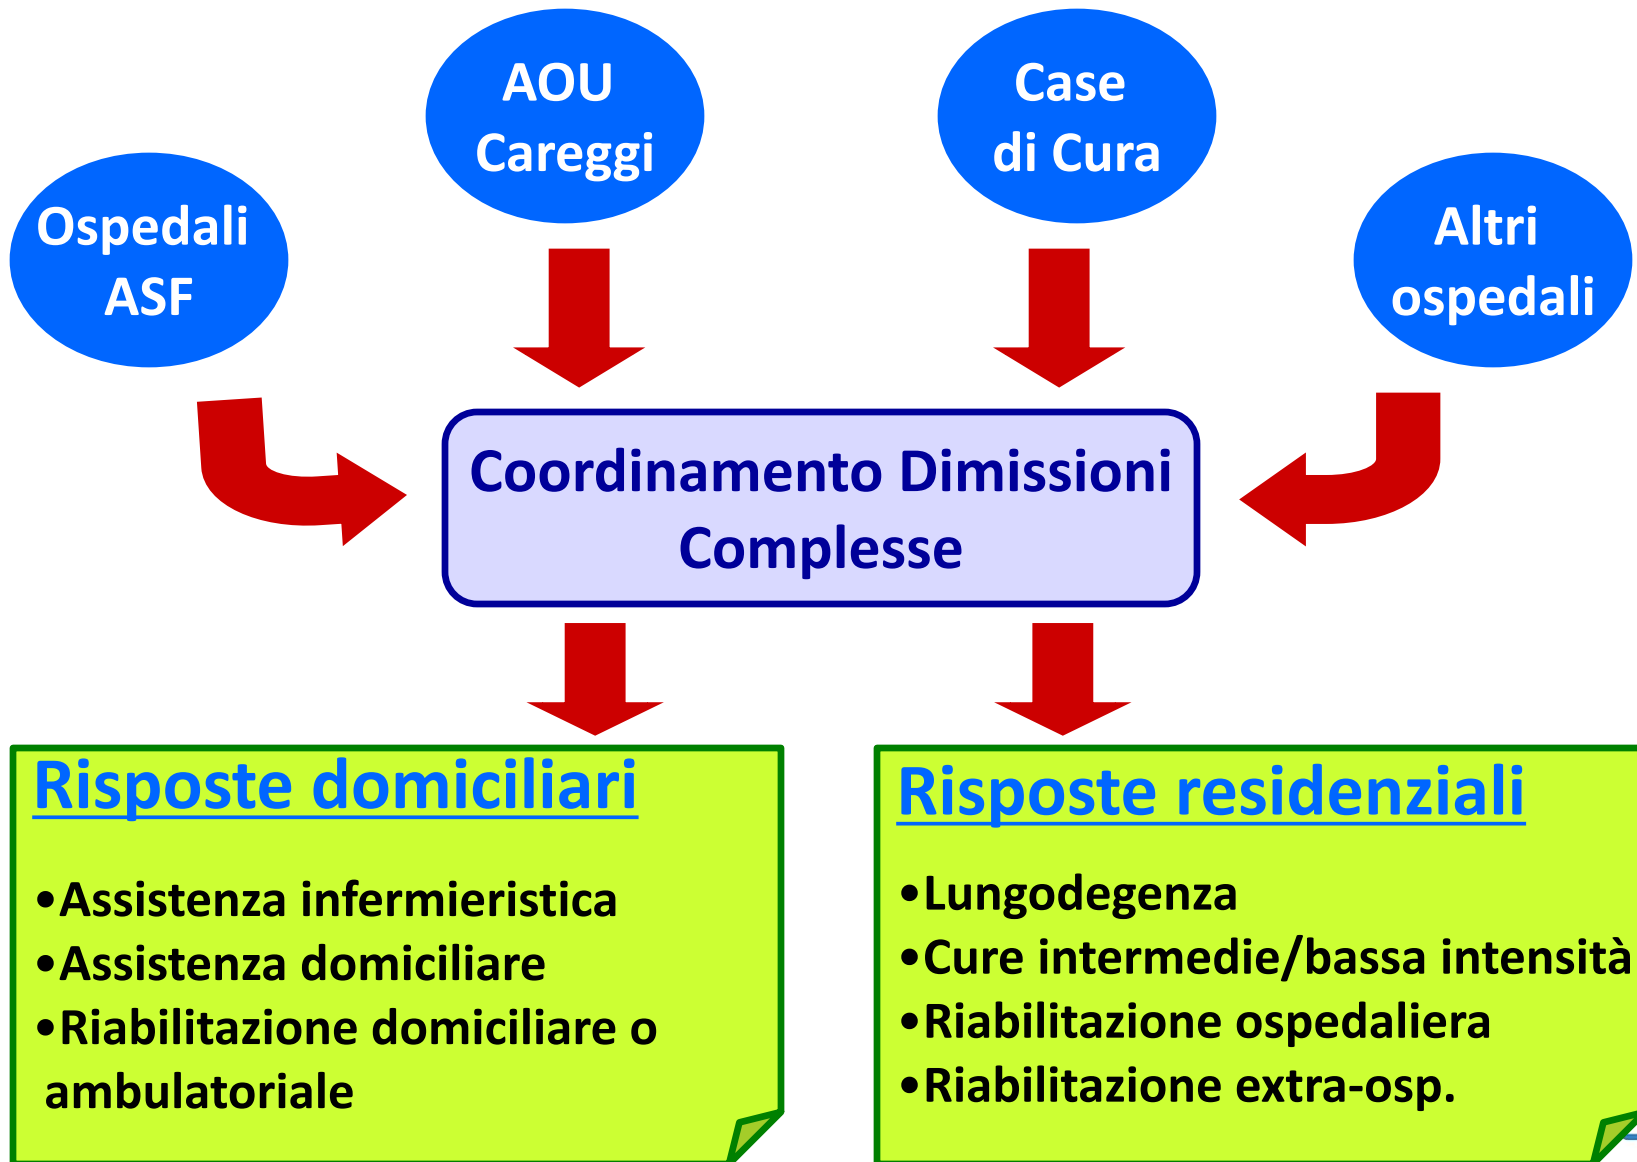 AOU
Careggi
Case
di Cura
Ospedali
ASF
Altri
ospedali
Coordinamento Dimissioni
Complesse
Risposte domiciliari
•Assistenza infermieristica
•Assistenza domiciliare
•Riabilitazione domiciliare o
ambulatoriale
Risposte residenziali
•Lungodegenza
•Cure intermedie/bassa intensità
•Riabilitazione ospedaliera
•Riabilitazione extra-osp.